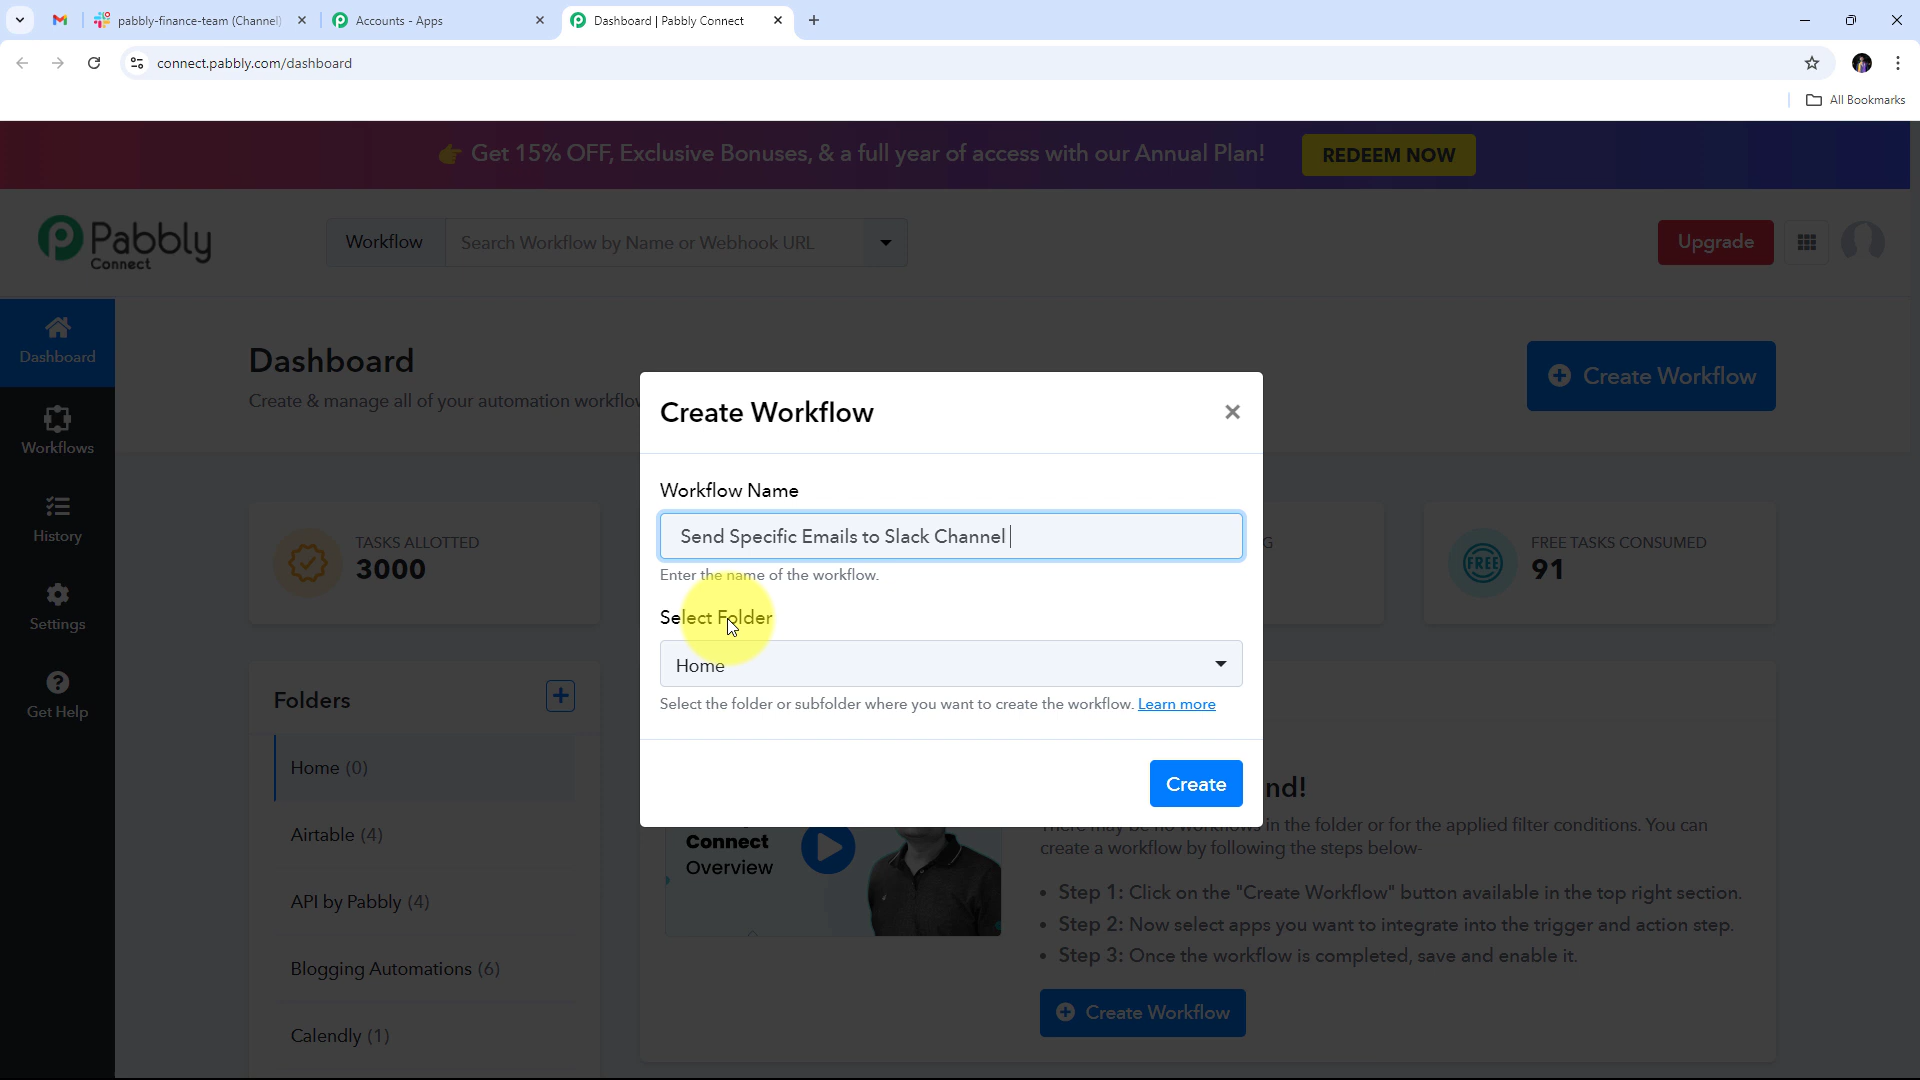 pabbly-finance-team (Channel)
Accounts - Apps
Dashboard | Pabbly Connect
connect.pabbly.com/dashboard
All Bookmarks
👉 Get 15% OFF, Exclusive Bonuses, & a full year of access with our Annual Plan!
REDEEM NOW
Pabbly
Connect
Workflow
Search Workflow by Name or Webhook URL
Upgrade
Dashboard
Workflows
History
Settings
Get Help
Dashboard
Create & manage all of your automation
Create Workflow
TASKS ALLOTTED
3000
FREE TASKS CONSUMED
FREE
91
Folders
Home (0)
Airtable (4)
API by Pabbly (4)
Blogging Automations (6)
Calendly (1)
Create Workflow
Workflow Name
Send Specific Emails to Slack Channel
Enter the name of the workflow.
Select Folder
Home
Select the folder or subfolder where you want to create the workflow. Learn more
Create
Connect
Overview
in the folder or for the applied filter conditions. You can
create a workflow by following the steps below-
• Step 1: Click on the "Create Workflow" button available in the top right section.
• Step 2: Now select apps you want to integrate into the trigger and action step.
• Step 3: Once the workflow is completed, save and enable it.
Create Workflow